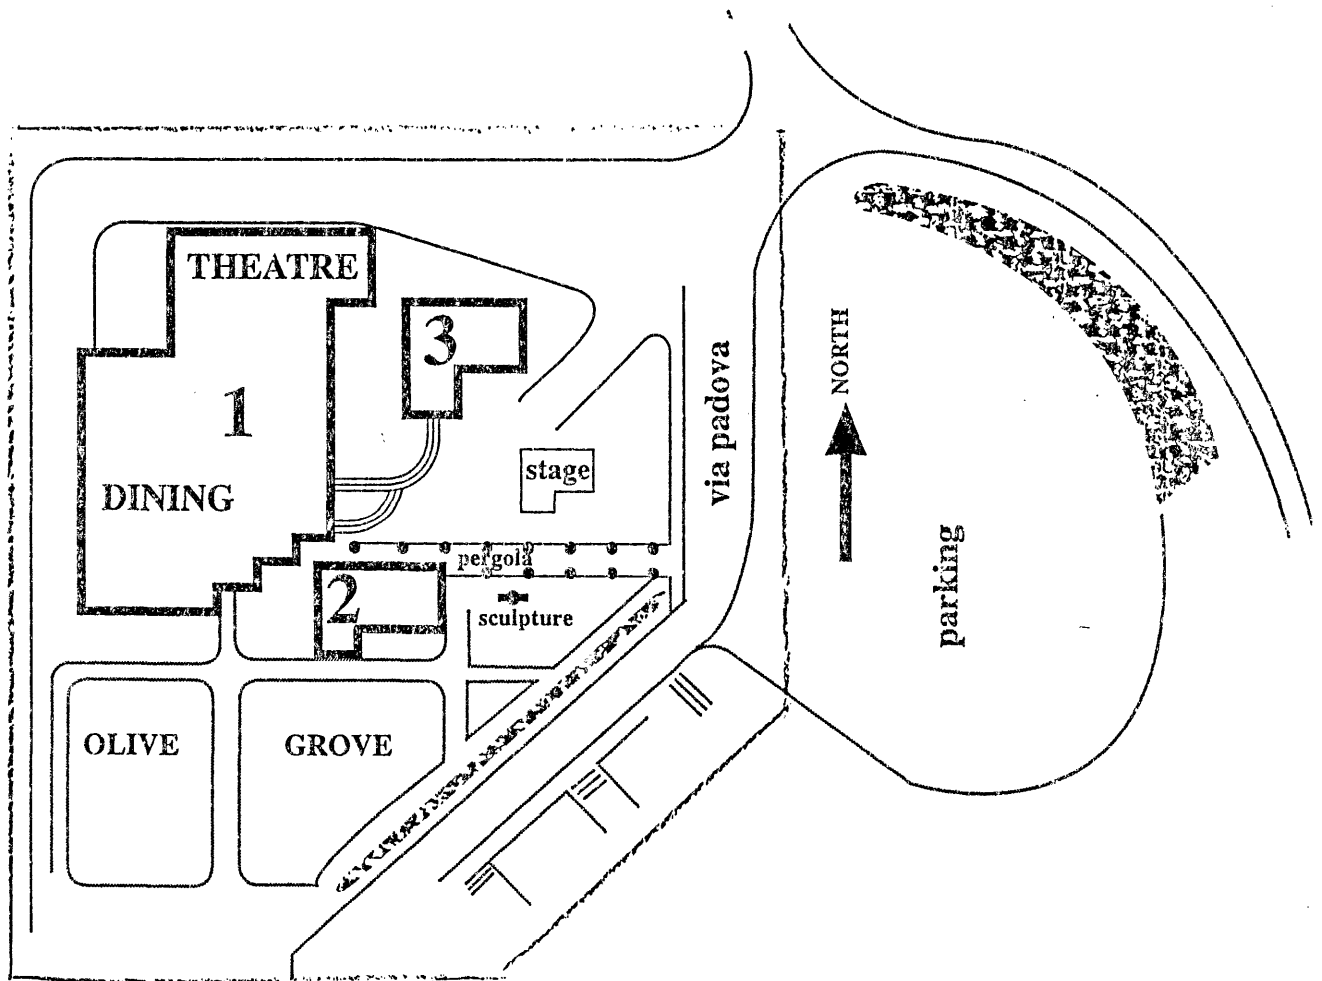 THEATRE
3
1
DINING
stage
via padova
NORTH
parking
pergola
2
sculpture
OLIVE GROVE